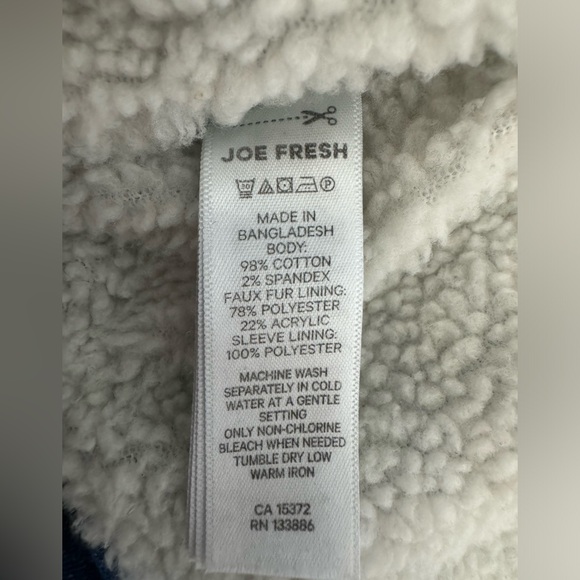 JOE FRESH
30
P
MADE IN
BANGLADESH
BODY:
98% COTTON
2% SPANDEX
FAUX FUR LINING:
78% POLYESTER
22% ACRYLIC
SLEEVE LINING:
100% POLYESTER
MACHINE WASH
SEPARATELY IN COLD
WATER AT A GENTLE
SETTING
ONLY NON-CHLORINE
BLEACH WHEN NEEDED
TUMBLE DRY LOW
WARM IRON
CA 15372
RN 133886